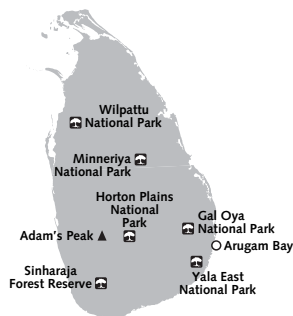 Wilpattu
National Park
Minneriya
National Park
Horton Plains
National
Park
Gal Oya
National Park
Adam's Peak
Arugam Bay
Sinharaja
Forest Reserve
Yala East
National Park